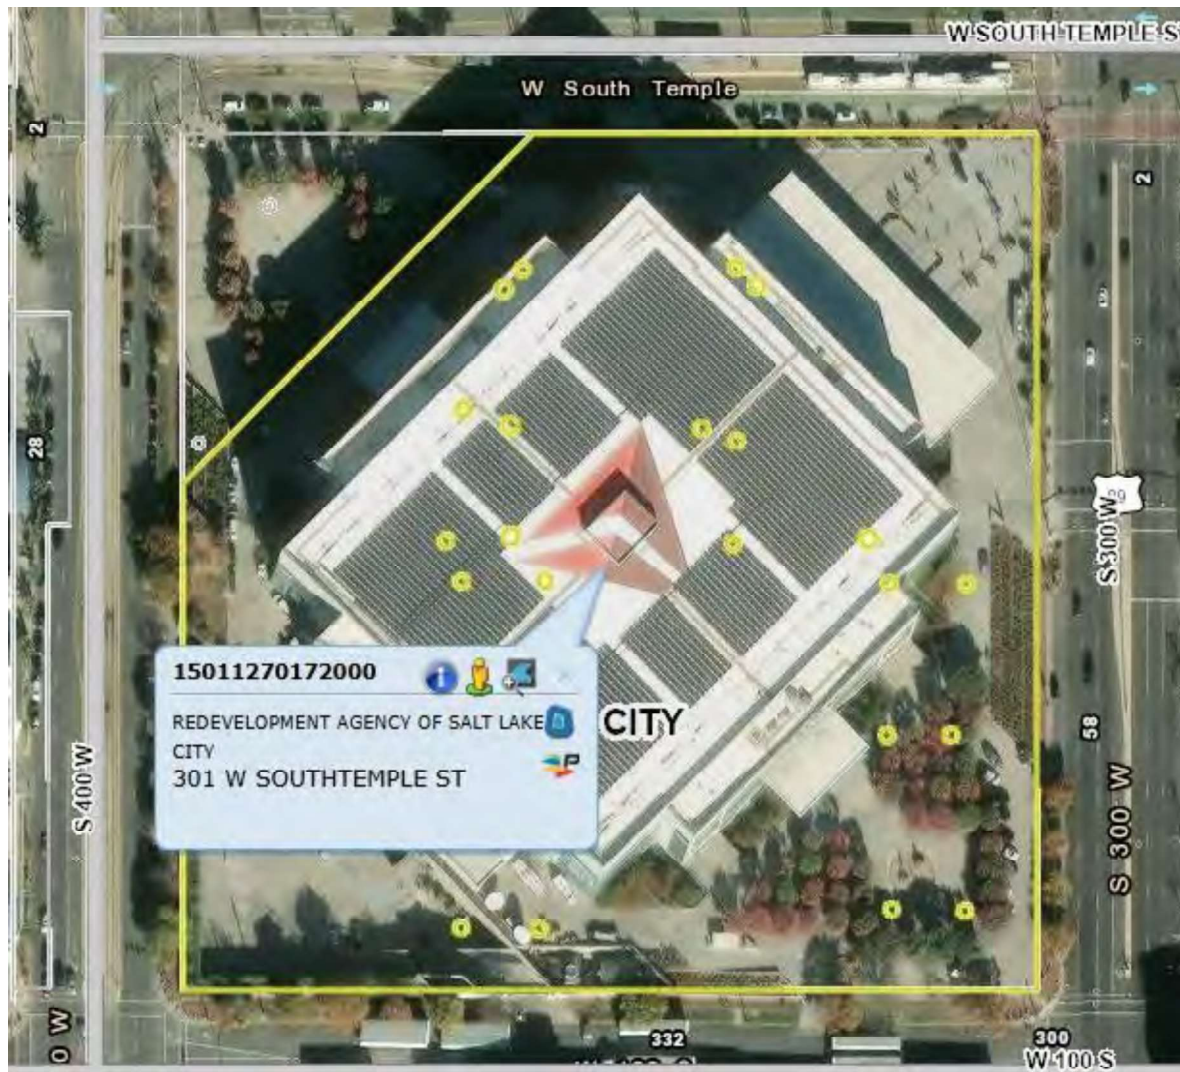 W SOUTH TEMPLE S
W South Temple
2
2
28
S 300 W
S 400 W
15011270172000
REDEVELOPMENT AGENCY OF SALT LAKE
CITY
301 W SOUTHTEMPLE ST
P
CITY
58
S 300 W
0 W
332
300
W 100 S